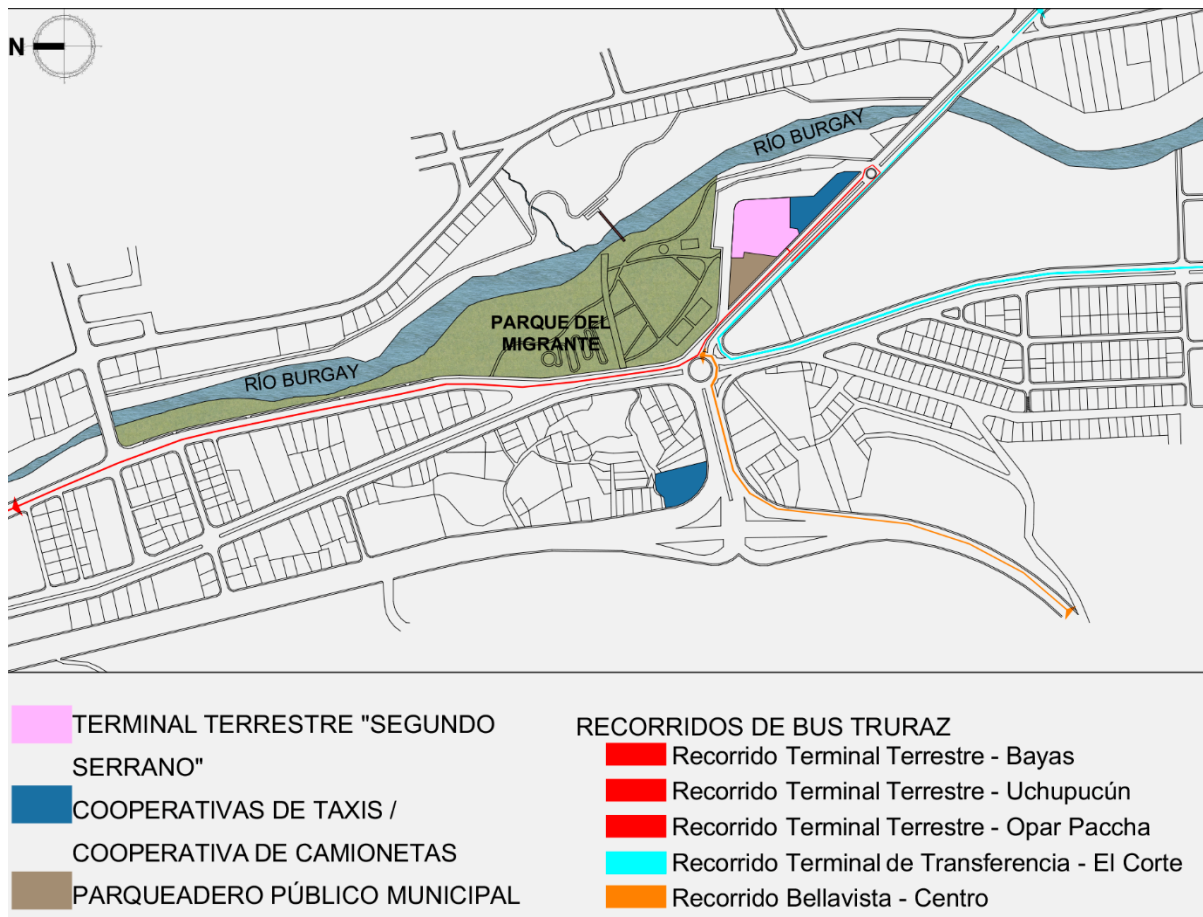 N
RÍO BURGAY
PARQUE DEL
MIGRANTE
RÍO BURGAY
TERMINAL TERRESTRE "SEGUNDO
SERRANO"
COOPERATIVAS DE TAXIS /
COOPERATIVA DE CAMIONETAS
PARQUEADERO PÚBLICO MUNICIPAL
RECORRIDOS DE BUS TRURAZ
Recorrido Terminal Terrestre - Bayas
Recorrido Terminal Terrestre - Uchupucún
Recorrido Terminal Terrestre - Opar Paccha
Recorrido Terminal de Transferencia - El Corte
Recorrido Bellavista - Centro